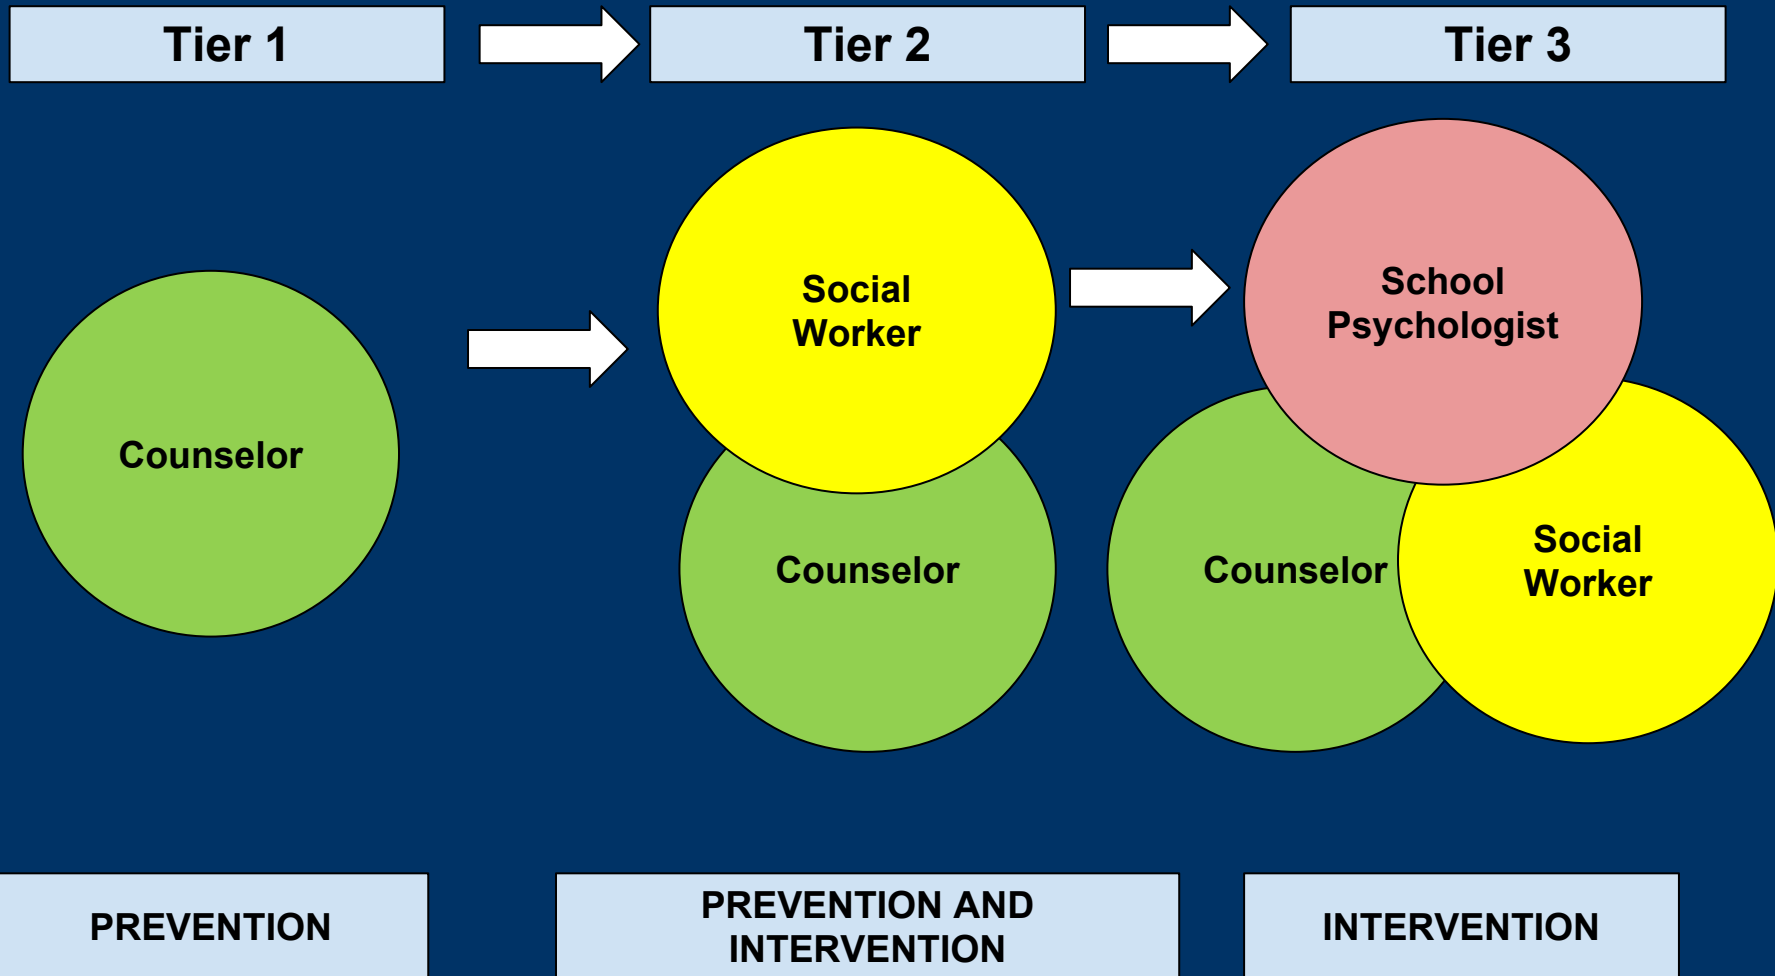 Tier 1
Tier 2
Tier 3
Counselor
Social
Worker
Counselor
School
Psychologist
Counselor
Social
Worker
PREVENTION
PREVENTION AND
INTERVENTION
INTERVENTION